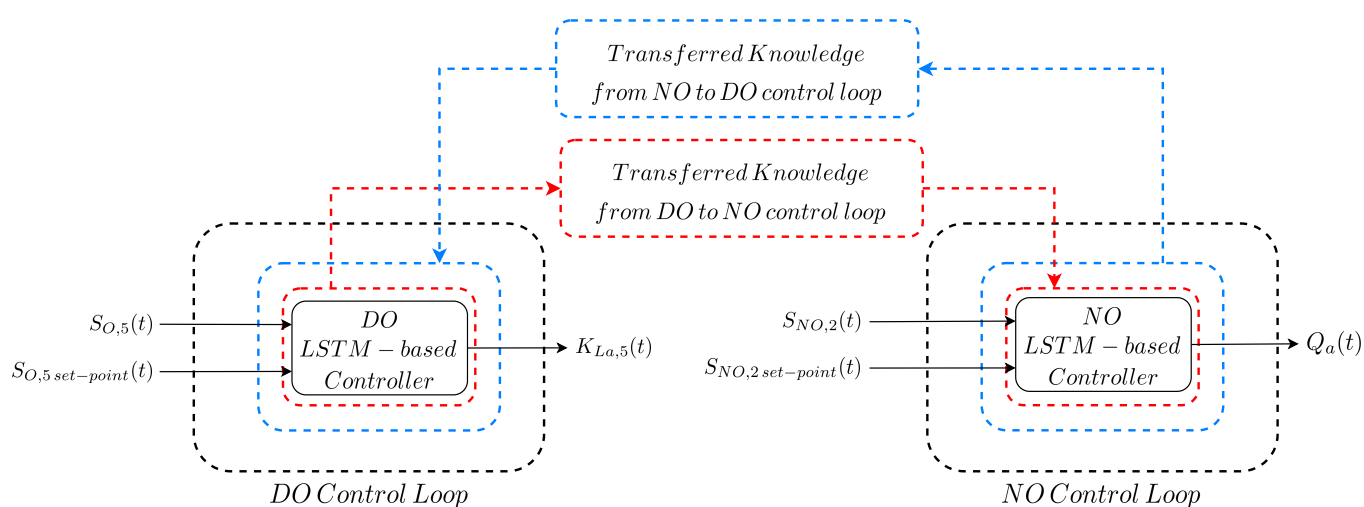 Transferred Knowledge
from NO to DO control loop
Transferred Knowledge
from DO to NO control loop
S_{O,5}(t)
S_{O,5 set-point}(t)
DO
LSTM-based
Controller
K_{La,5}(t)
DO Control Loop
S_{NO,2}(t)
S_{NO,2 set-point}(t)
NO
LSTM-based
Controller
Q_a(t)
NO Control Loop